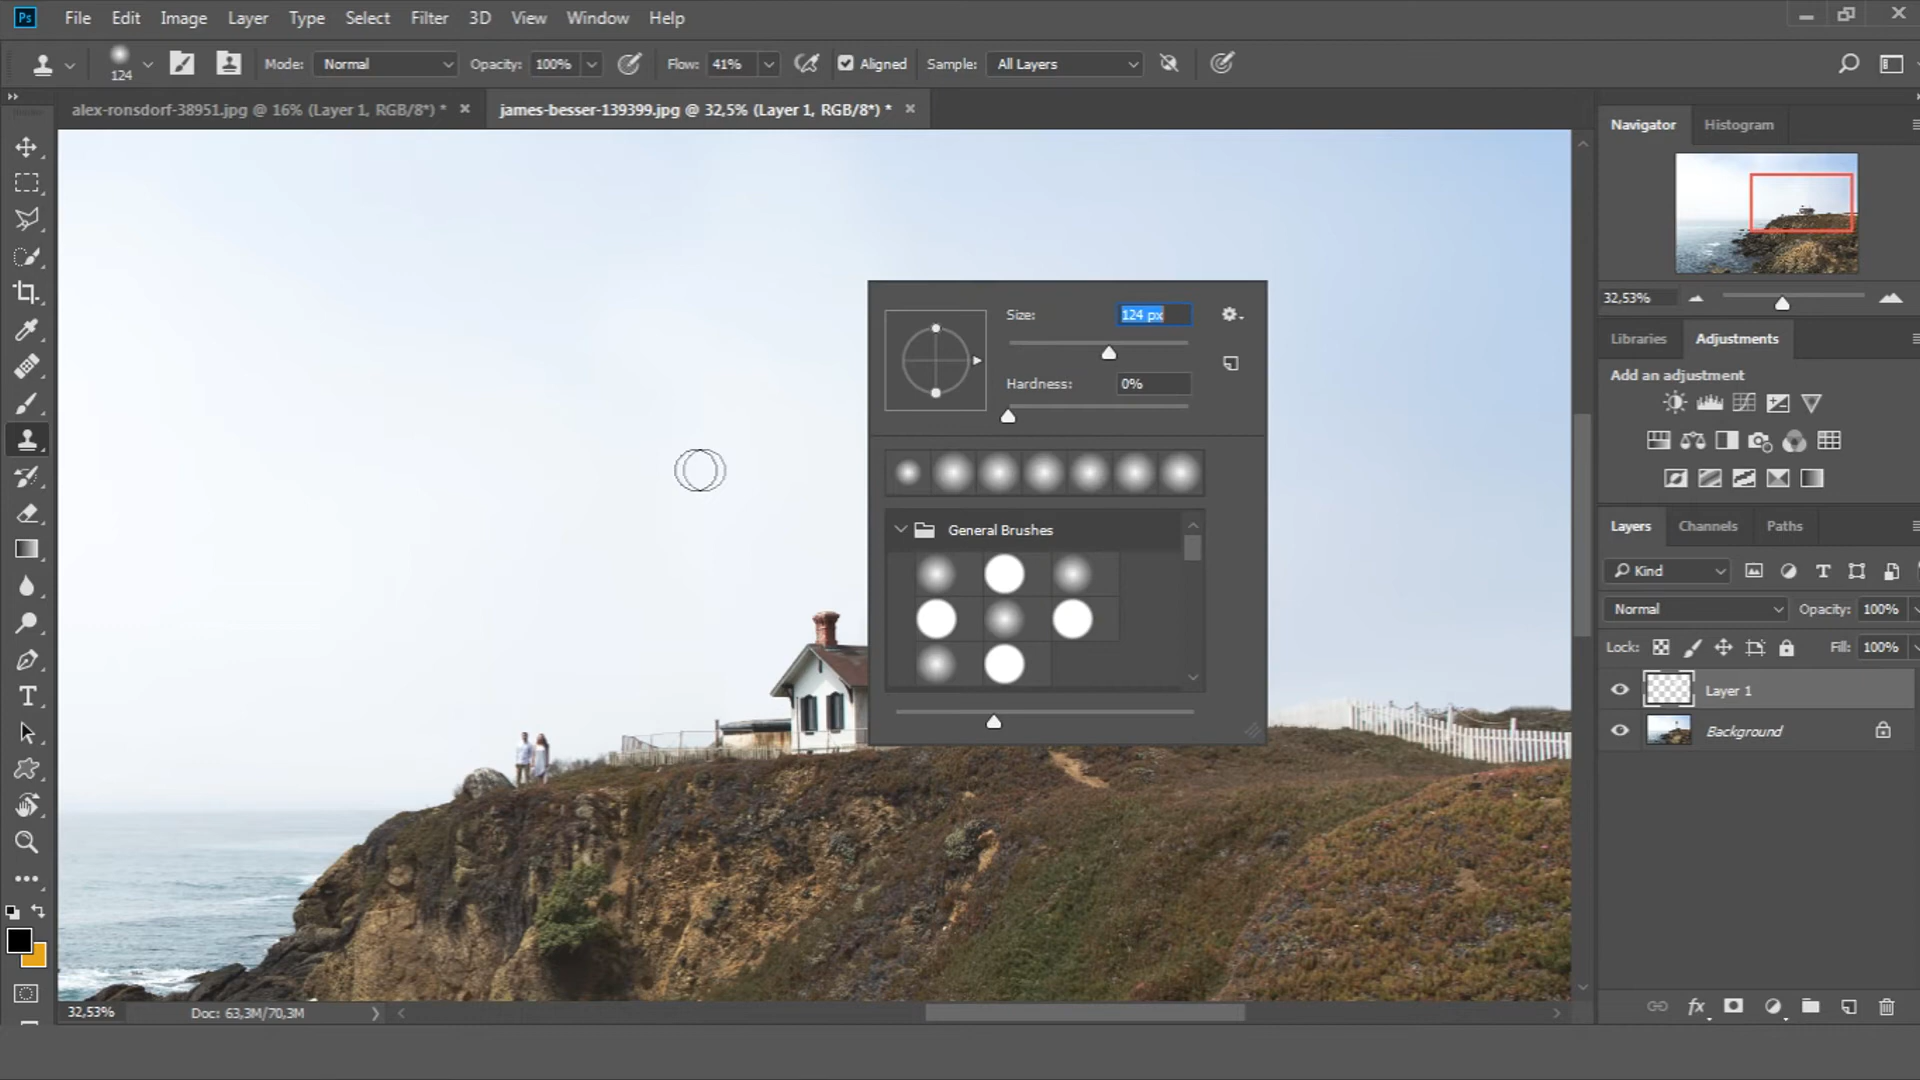 Ps File Edit Image Layer Type Select Filter 3D View Window Help
124 Mode: Normal Opacity: 100% Flow: 41% Aligned Sample: All Layers
alex-ronsdorf-38951.jpg @ 16% (Layer 1, RGB/8*) * james-besser-139399.jpg @ 32,5% (Layer 1, RGB/8*) *
Navigator Histogram
32,53%
Libraries Adjustments
Add an adjustment
Size: 124 px
Hardness: 0%
General Brushes
Layers Channels Paths
Kind
Normal Opacity: 100%
Lock: Fill: 100%
Layer 1
Background
T
fx
32,53% Doc: 63,3M/70,3M